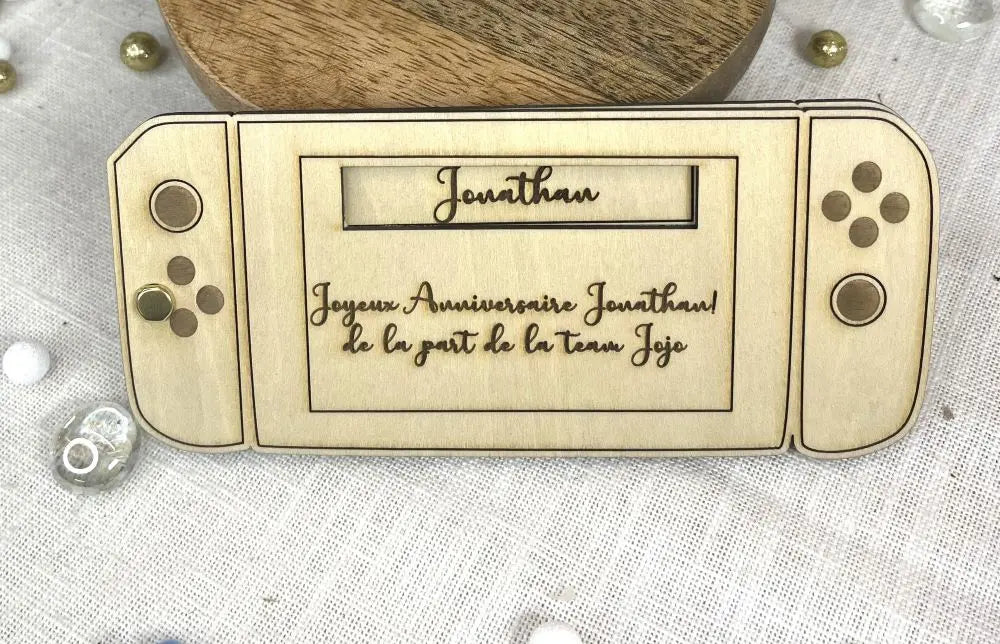 Jonathan
Joyeux Anniversaire Jonathan!
de la part de la team Jojo